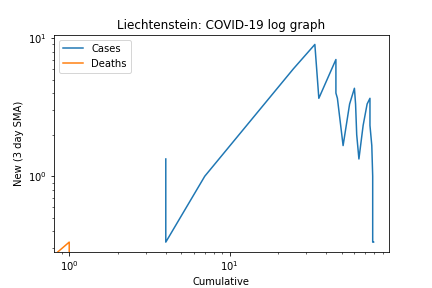 Liechtenstein: COVID-19 log graph
Cases
Deaths
New (3 day SMA)
10¹
10⁰
10⁰
10¹
Cumulative